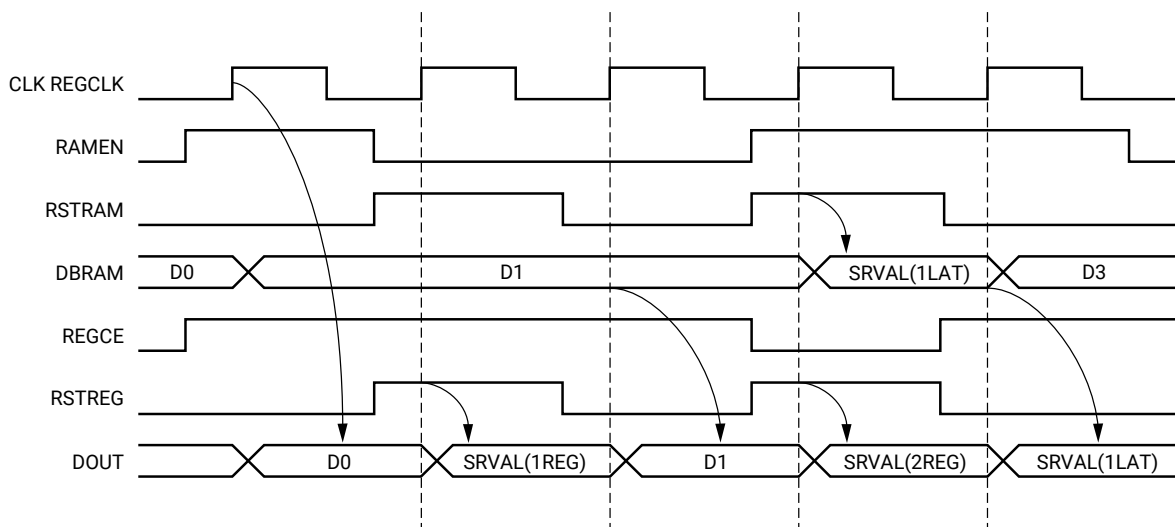 CLK REGCLK
RAMEN
RSTRAM
DBRAM D0 D1 SRVAL(1LAT) D3
REGCE
RSTREG
DOUT D0 SRVAL(1REG) D1 SRVAL(2REG) SRVAL(1LAT)